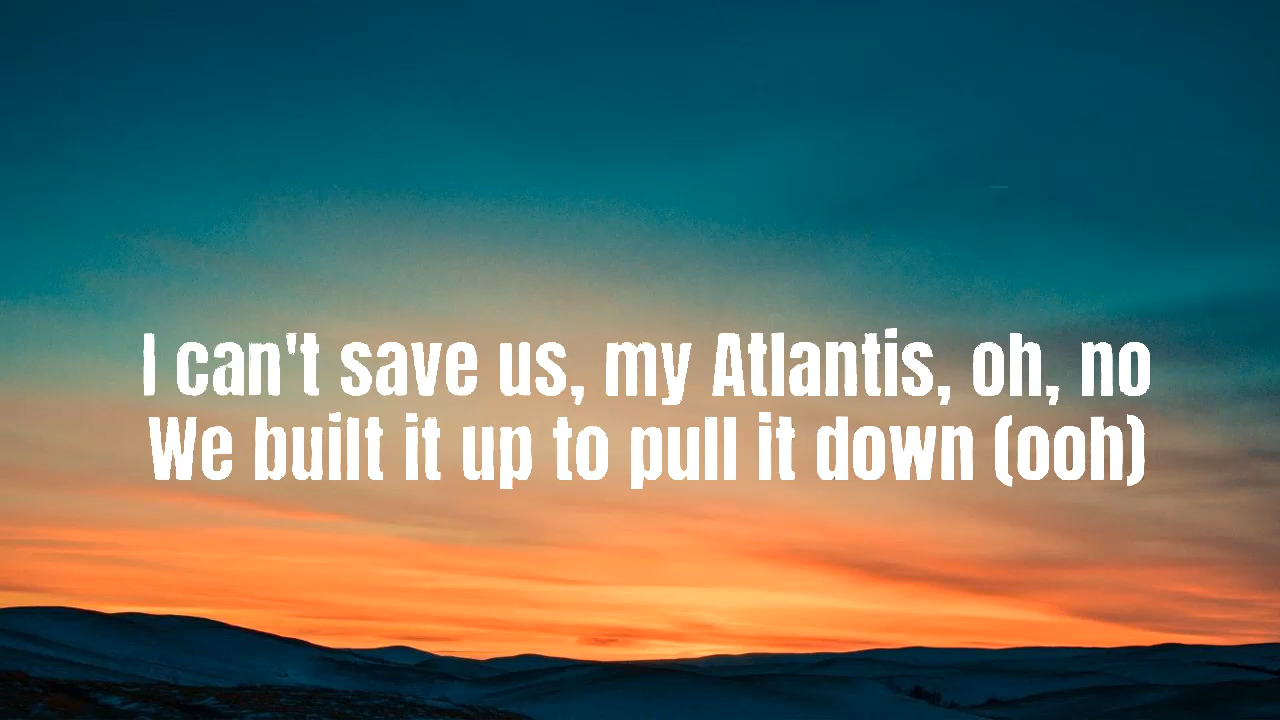 I can't save us, my Atlantis, oh, no
We built it up to pull it down (ooh)